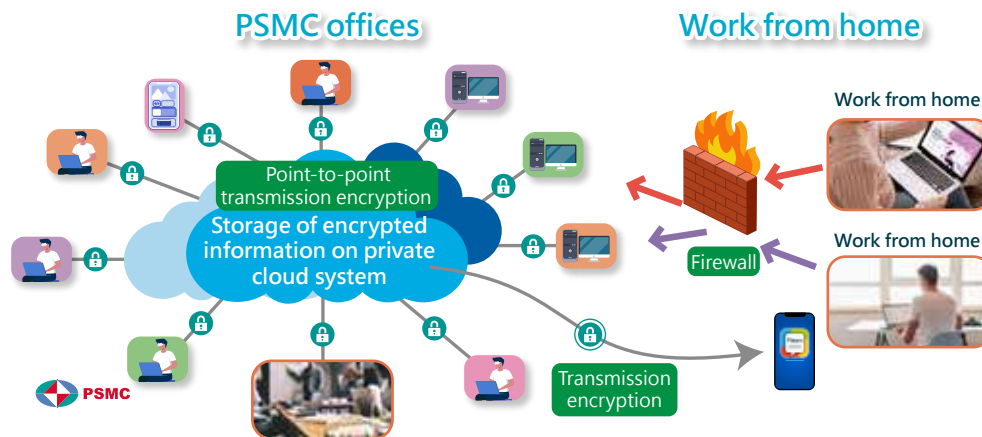 PSMC offices
Work from home
Work from home
Point-to-point
transmission encryption
Storage of encrypted
information on private
cloud system
Work from home
Firewall
Transmission
encryption
PSMC